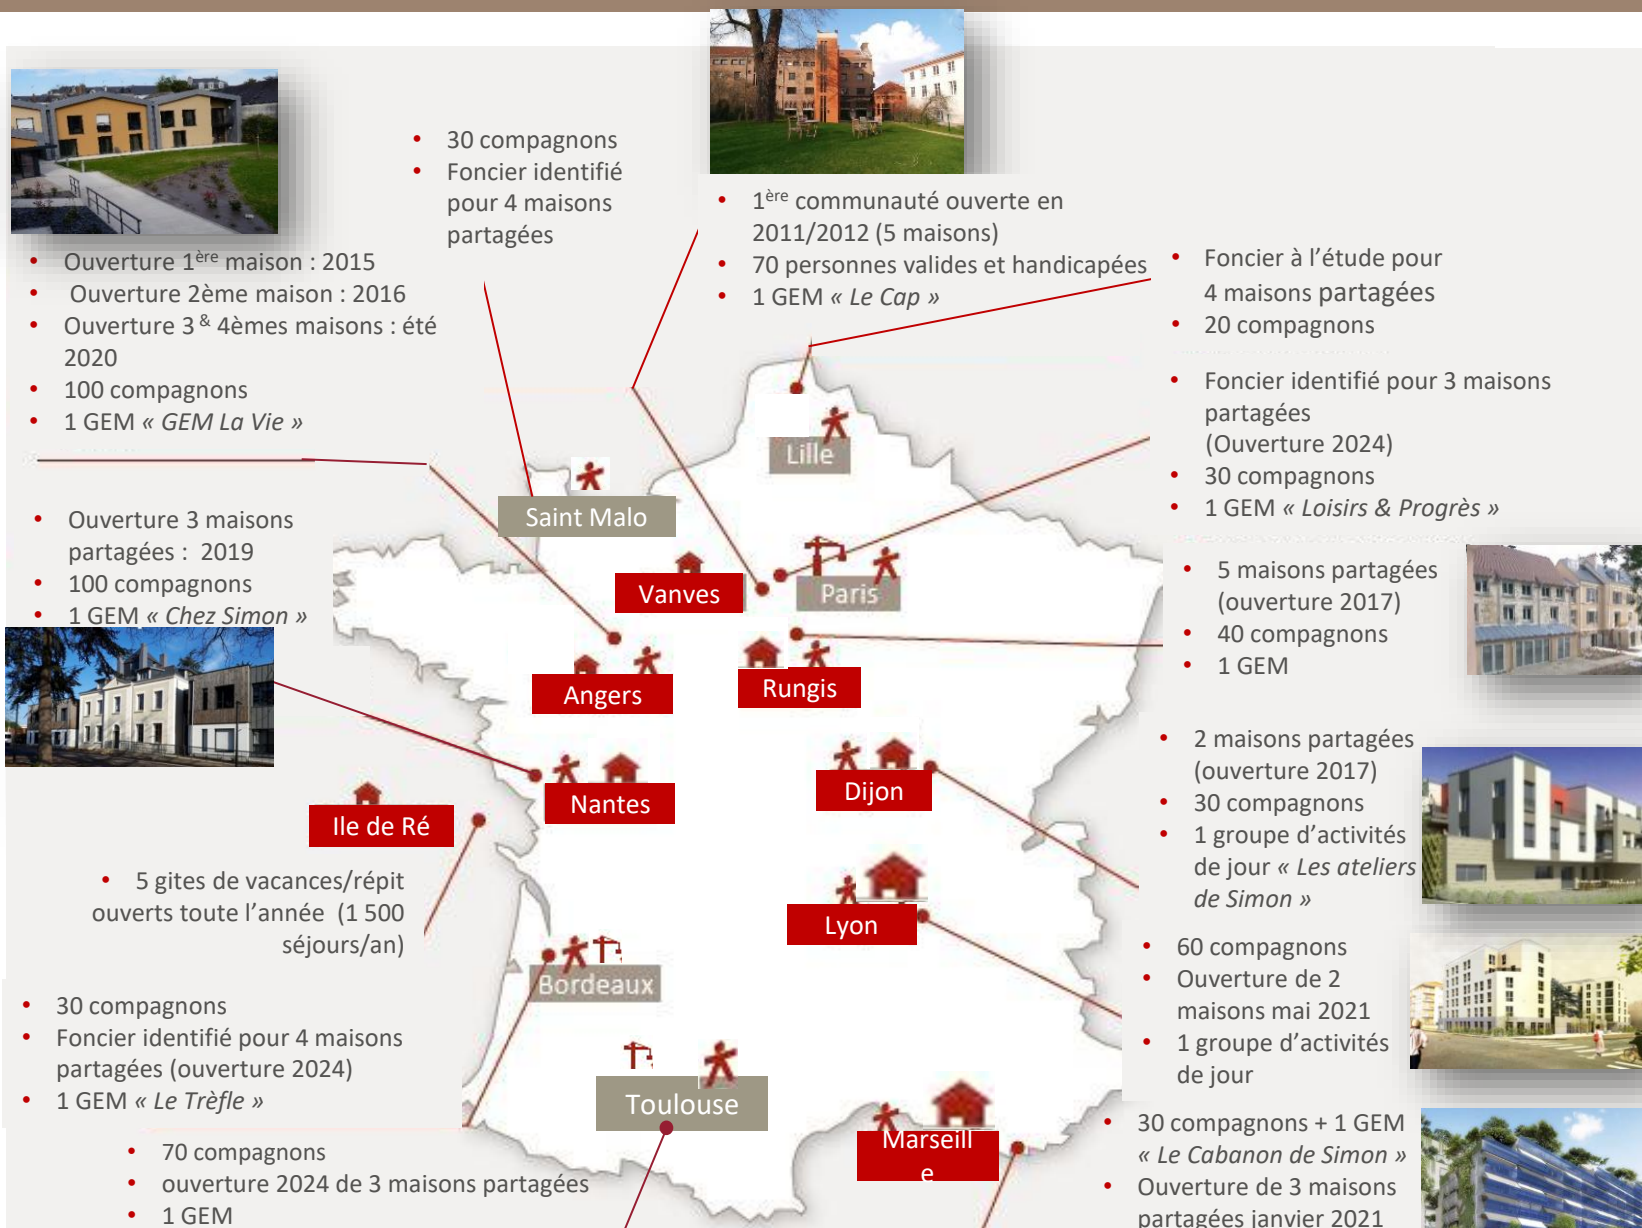 • 30 compagnons
• Foncier identifié
pour 4 maisons
partagées
• 1ère communauté ouverte en
2011/2012 (5 maisons)
• 70 personnes valides et handicapées
• 1 GEM « Le Cap »
• Ouverture 1ère maison : 2015
• Ouverture 2ème maison : 2016
• Ouverture 3 & 4èmes maisons : été
2020
• 100 compagnons
• 1 GEM « GEM La Vie »
• Foncier à l’étude pour
4 maisons partagées
• 20 compagnons
• Foncier identifié pour 3 maisons
partagées
(Ouverture 2024)
• 30 compagnons
• 1 GEM « Loisirs & Progrès »
• Ouverture 3 maisons
partagées : 2019
• 100 compagnons
• 1 GEM « Chez Simon »
• 5 maisons partagées
(ouverture 2017)
• 40 compagnons
• 1 GEM
Lille
Saint Malo
Vanves
Paris
Angers
Rungis
Nantes
Dijon
Ile de Ré
Lyon
Bordeaux
Toulouse
Marseill
e
• 2 maisons partagées
(ouverture 2017)
• 30 compagnons
• 1 groupe d’activités
de jour « Les ateliers
de Simon »
• 5 gites de vacances/répit
ouverts toute l’année (1 500
séjours/an)
• 60 compagnons
• Ouverture de 2
maisons mai 2021
• 1 groupe d’activités
de jour
• 30 compagnons
• Foncier identifié pour 4 maisons
partagées (ouverture 2024)
• 1 GEM « Le Trèfle »
• 70 compagnons
• ouverture 2024 de 3 maisons partagées
• 1 GEM
• 30 compagnons + 1 GEM
« Le Cabanon de Simon »
• Ouverture de 3 maisons
partagées janvier 2021